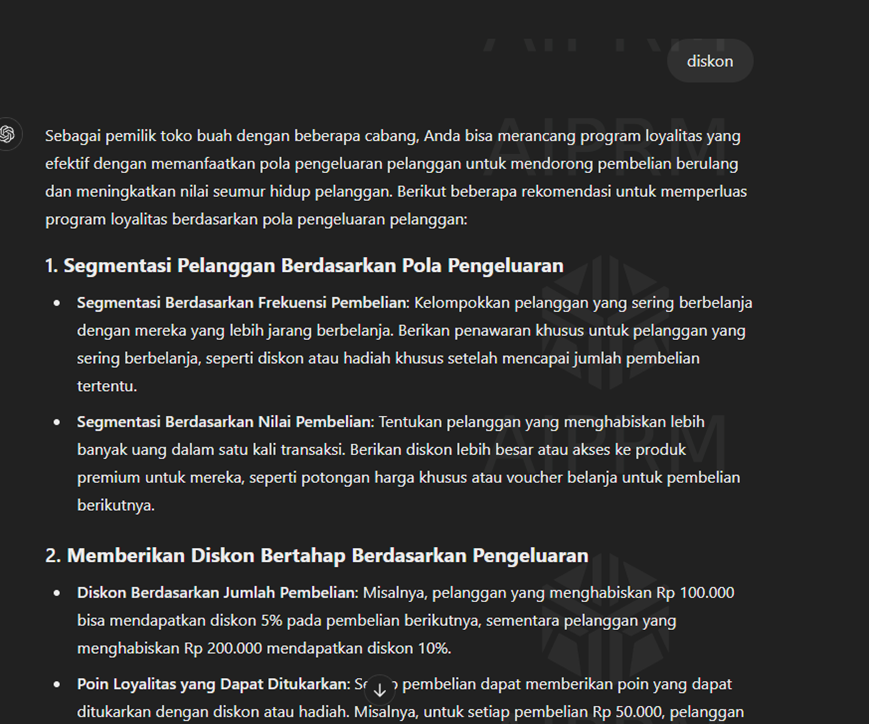 AIPRM
diskon
Sebagai pemilik toko buah dengan beberapa cabang, Anda bisa merancang program loyalitas yang
efektif dengan memanfaatkan pola pengeluaran pelanggan untuk mendorong pembelian berulang
dan meningkatkan nilai seumur hidup pelanggan. Berikut beberapa rekomendasi untuk memperluas
program loyalitas berdasarkan pola pengeluaran pelanggan:
AIPRM
1. Segmentasi Pelanggan Berdasarkan Pola Pengeluaran
• Segmentasi Berdasarkan Frekuensi Pembelian: Kelompokkan pelanggan yang sering berbelanja
dengan mereka yang lebih jarang berbelanja. Berikan penawaran khusus untuk pelanggan yang
sering berbelanja, seperti diskon atau hadiah khusus setelah mencapai jumlah pembelian
tertentu.
• Segmentasi Berdasarkan Nilai Pembelian: Tentukan pelanggan yang menghabiskan lebih
banyak uang dalam satu kali transaksi. Berikan diskon lebih besar atau akses ke produk
premium untuk mereka, seperti potongan harga khusus atau voucher belanja untuk pembelian
berikutnya.
AIPRM
2. Memberikan Diskon Bertahap Berdasarkan Pengeluaran
• Diskon Berdasarkan Jumlah Pembelian: Misalnya, pelanggan yang menghabiskan Rp 100.000
bisa mendapatkan diskon 5% pada pembelian berikutnya, sementara pelanggan yang
menghabiskan Rp 200.000 mendapatkan diskon 10%.
• Poin Loyalitas yang Dapat Ditukarkan: pembelian dapat memberikan poin yang dapat
ditukarkan dengan diskon atau hadiah. Misalnya, untuk setiap pembelian Rp 50.000, pelanggan